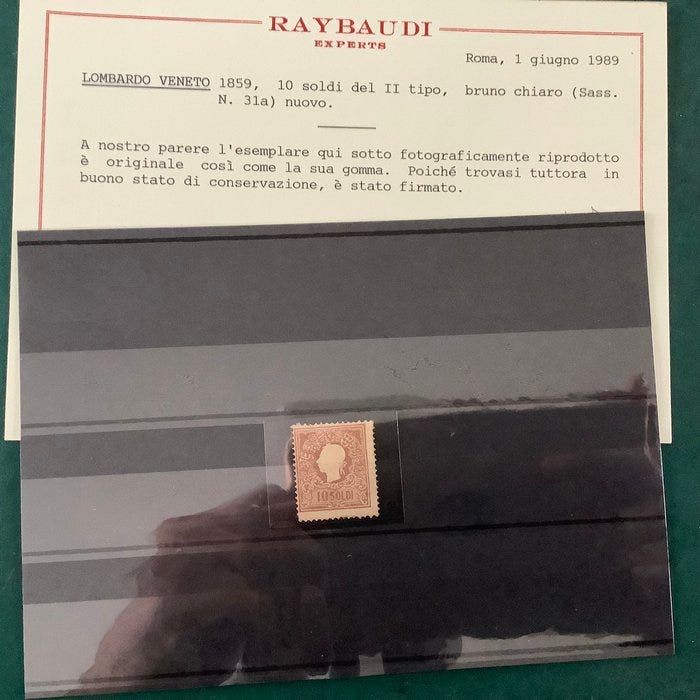 RAYBAUDI
EXPERTS
Roma, 1 giugno 1989
LOMBARDO VENETO 1859, 10 soldi del II tipo, bruno chiaro (Sass.
N. 31a) nuovo.
A nostro parere l'esemplare qui sotto fotograficamente riprodotto
è originale così come la sua gomma. Poiché trovasi tuttora in
buono stato di conservazione, è stato firmato.
10 SOLDI